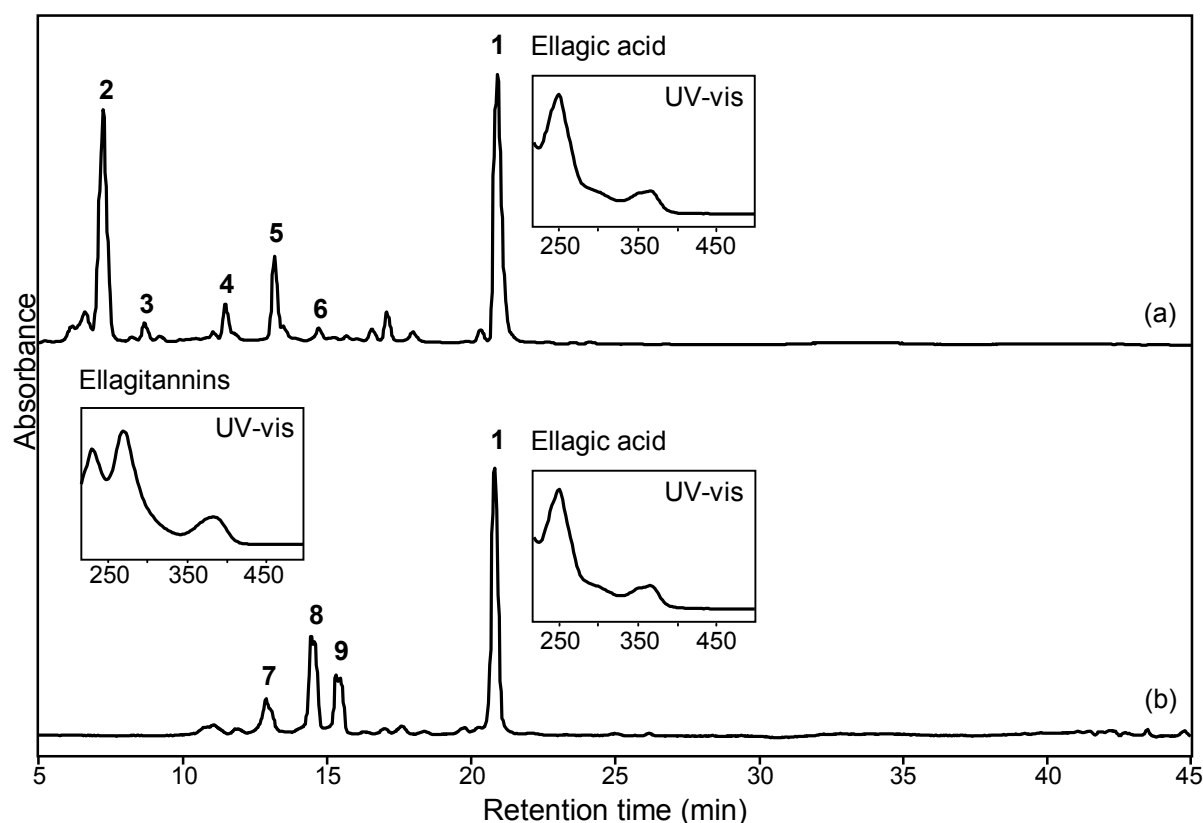 1 Ellagic acid
UV-vis
250 350 450
2
3
4
5
6
(a)
Absorbance
Ellagitannins
UV-vis
250 350 450
1 Ellagic acid
UV-vis
250 350 450
7
8
9
(b)
5 10 15 20 25 30 35 40 45
Retention time (min)